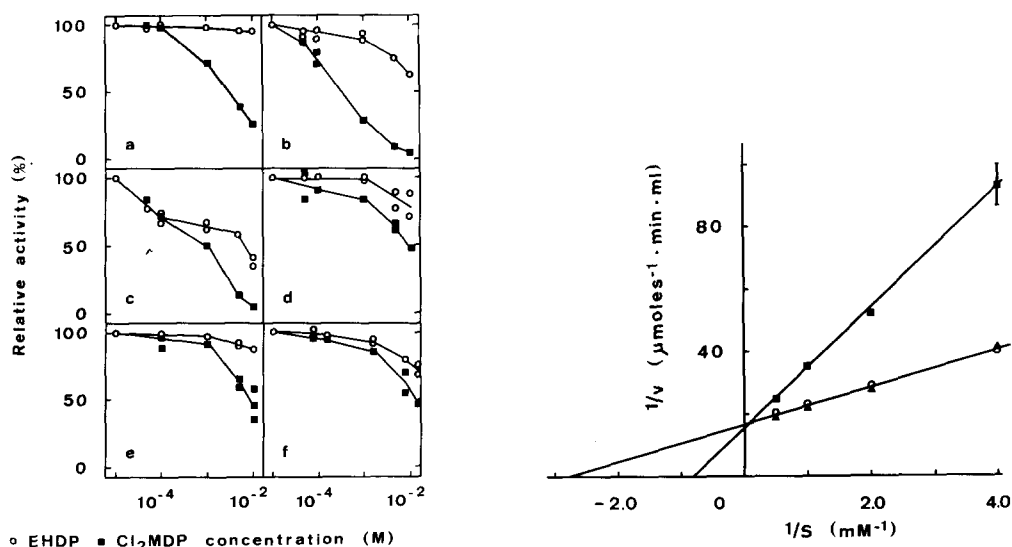 Relative activity (%)
100
50
0
a
b
100
50
0
c
d
100
50
0
e
f
10⁻⁴
10⁻²
10⁻⁴
10⁻²
○ EHDP ■ Cl₂MDP concentration (M)
1/v (μmoles⁻¹·min·ml)
80
40
−2.0
0
2.0
4.0
1/S (mM⁻¹)